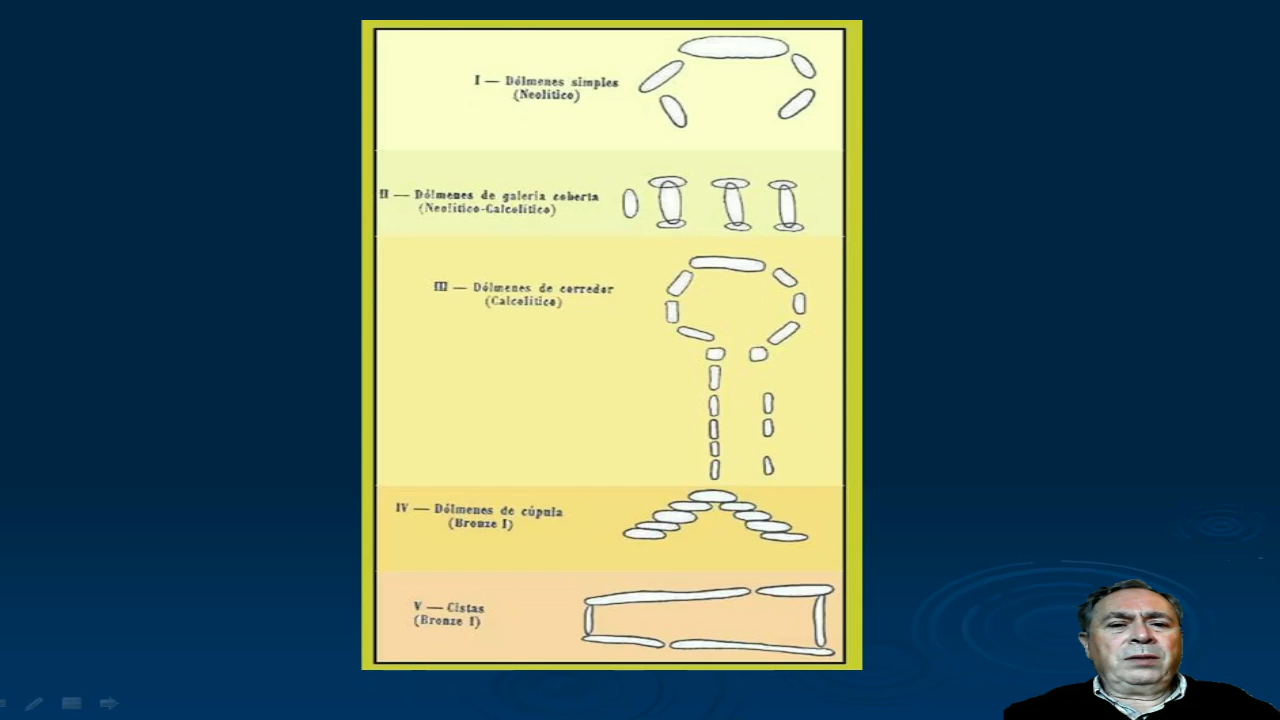 I — Dólmenes simples
(Neolítico)
II — Dólmenes de galería coberta
(Neolítico-Calcolítico)
III — Dólmenes de corredor
(Calcolítico)
IV — Dólmenes de cúpula
(Bronze I)
V — Cistas
(Bronze I)